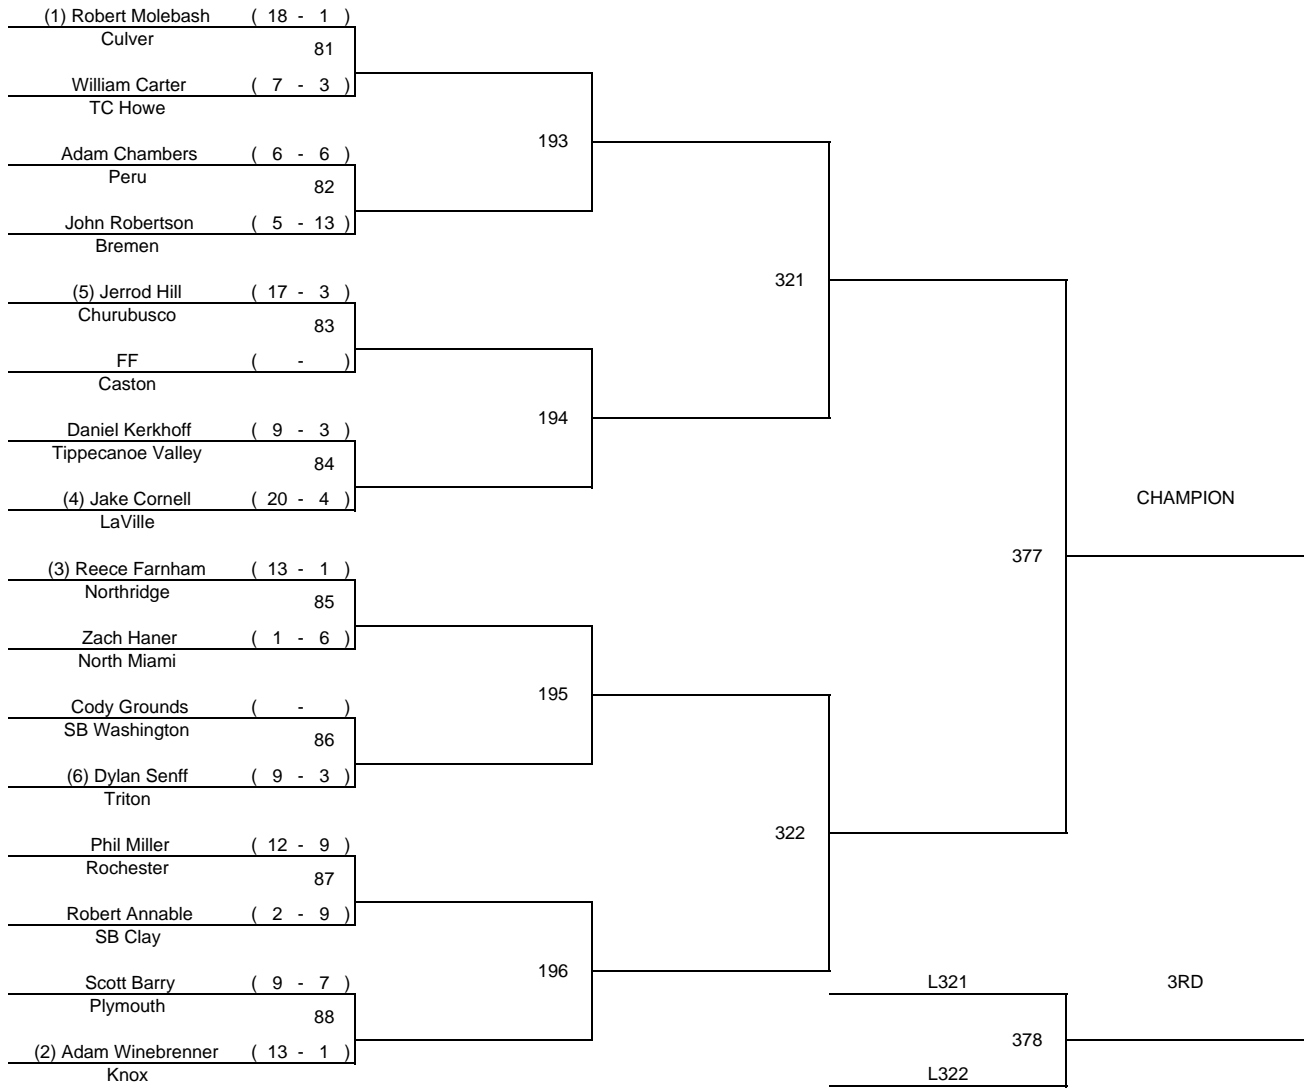 (1) Robert Molebash ( 18 - 1 )
Culver
81
William Carter ( 7 - 3 )
TC Howe
193
Adam Chambers ( 6 - 6 )
Peru
82
John Robertson ( 5 - 13 )
Bremen
321
(5) Jerrod Hill ( 17 - 3 )
Churubusco
83
FF ( - )
Caston
194
Daniel Kerkhoff ( 9 - 3 )
Tippecanoe Valley
84
(4) Jake Cornell ( 20 - 4 )
LaVille
CHAMPION
377
(3) Reece Farnham ( 13 - 1 )
Northridge
85
Zach Haner ( 1 - 6 )
North Miami
195
Cody Grounds ( - )
SB Washington
86
(6) Dylan Senff ( 9 - 3 )
Triton
322
Phil Miller ( 12 - 9 )
Rochester
87
Robert Annable ( 2 - 9 )
SB Clay
196
Scott Barry ( 9 - 7 )
Plymouth
88
(2) Adam Winebrenner ( 13 - 1 )
Knox
L321
3RD
378
L322